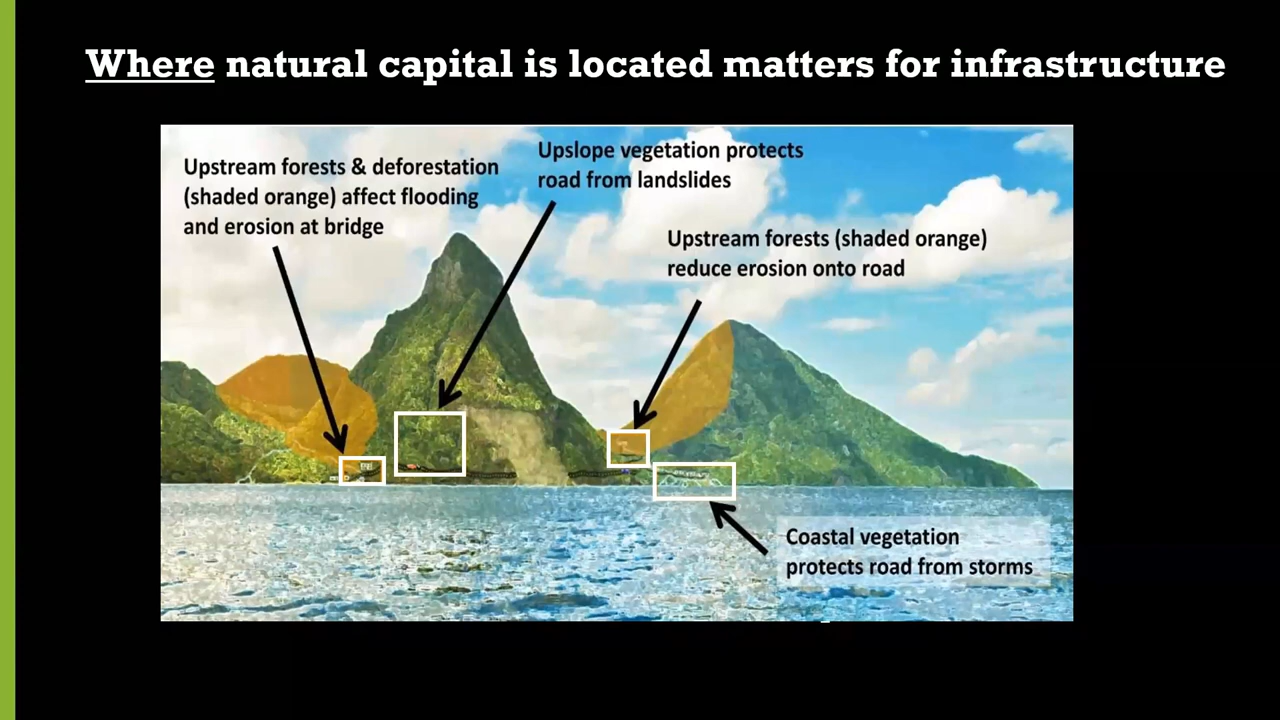 Where natural capital is located matters for infrastructure
Upstream forests & deforestation
(shaded orange) affect flooding
and erosion at bridge
Upslope vegetation protects
road from landslides
Upstream forests (shaded orange)
reduce erosion onto road
Coastal vegetation
protects road from storms